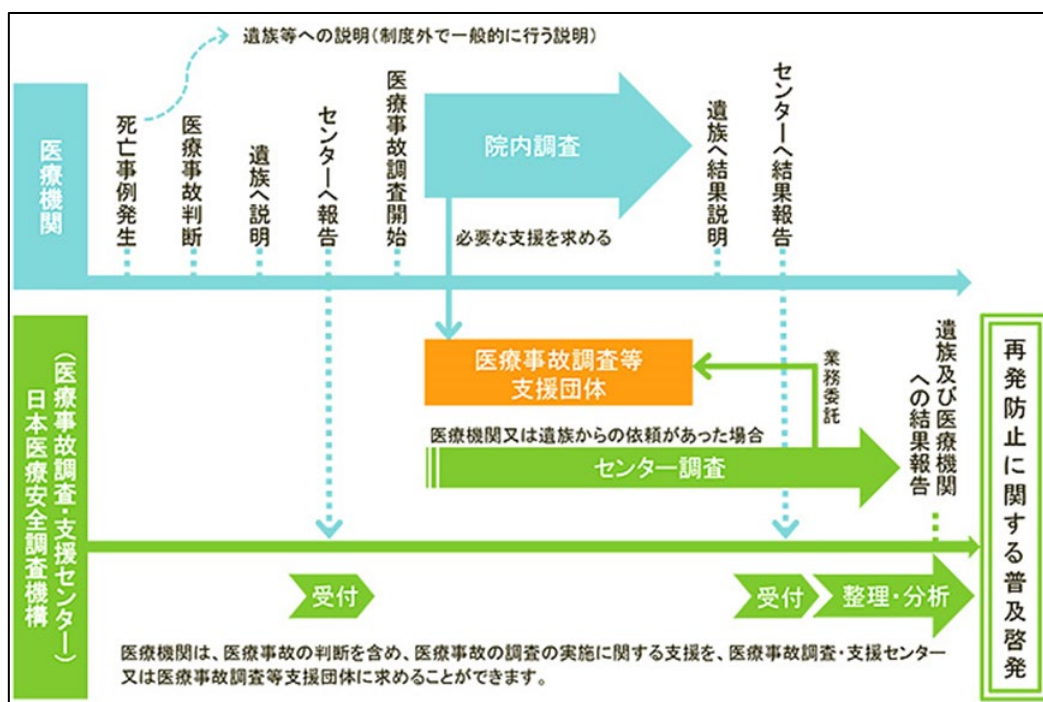 遺族等への説明(制度外で一般的に行う説明)
医療機関
死亡事例発生
医療事故判断
遺族へ説明
センターへ報告
医療事故調査開始
院内調査
遺族へ結果説明
センターへ結果報告
必要な支援を求める
医療事故調査等
支援団体
業務委託
医療機関又は遺族からの依頼があった場合
センター調査
遺族及び医療機関
への結果報告
(医療事故調査・支援センター)
日本医療安全調査機構
受付
受付
整理・分析
再発防止に関する普及啓発
医療機関は、医療事故の判断を含め、医療事故の調査の実施に関する支援を、医療事故調査・支援センター
又は医療事故調査等支援団体に求めることができます。